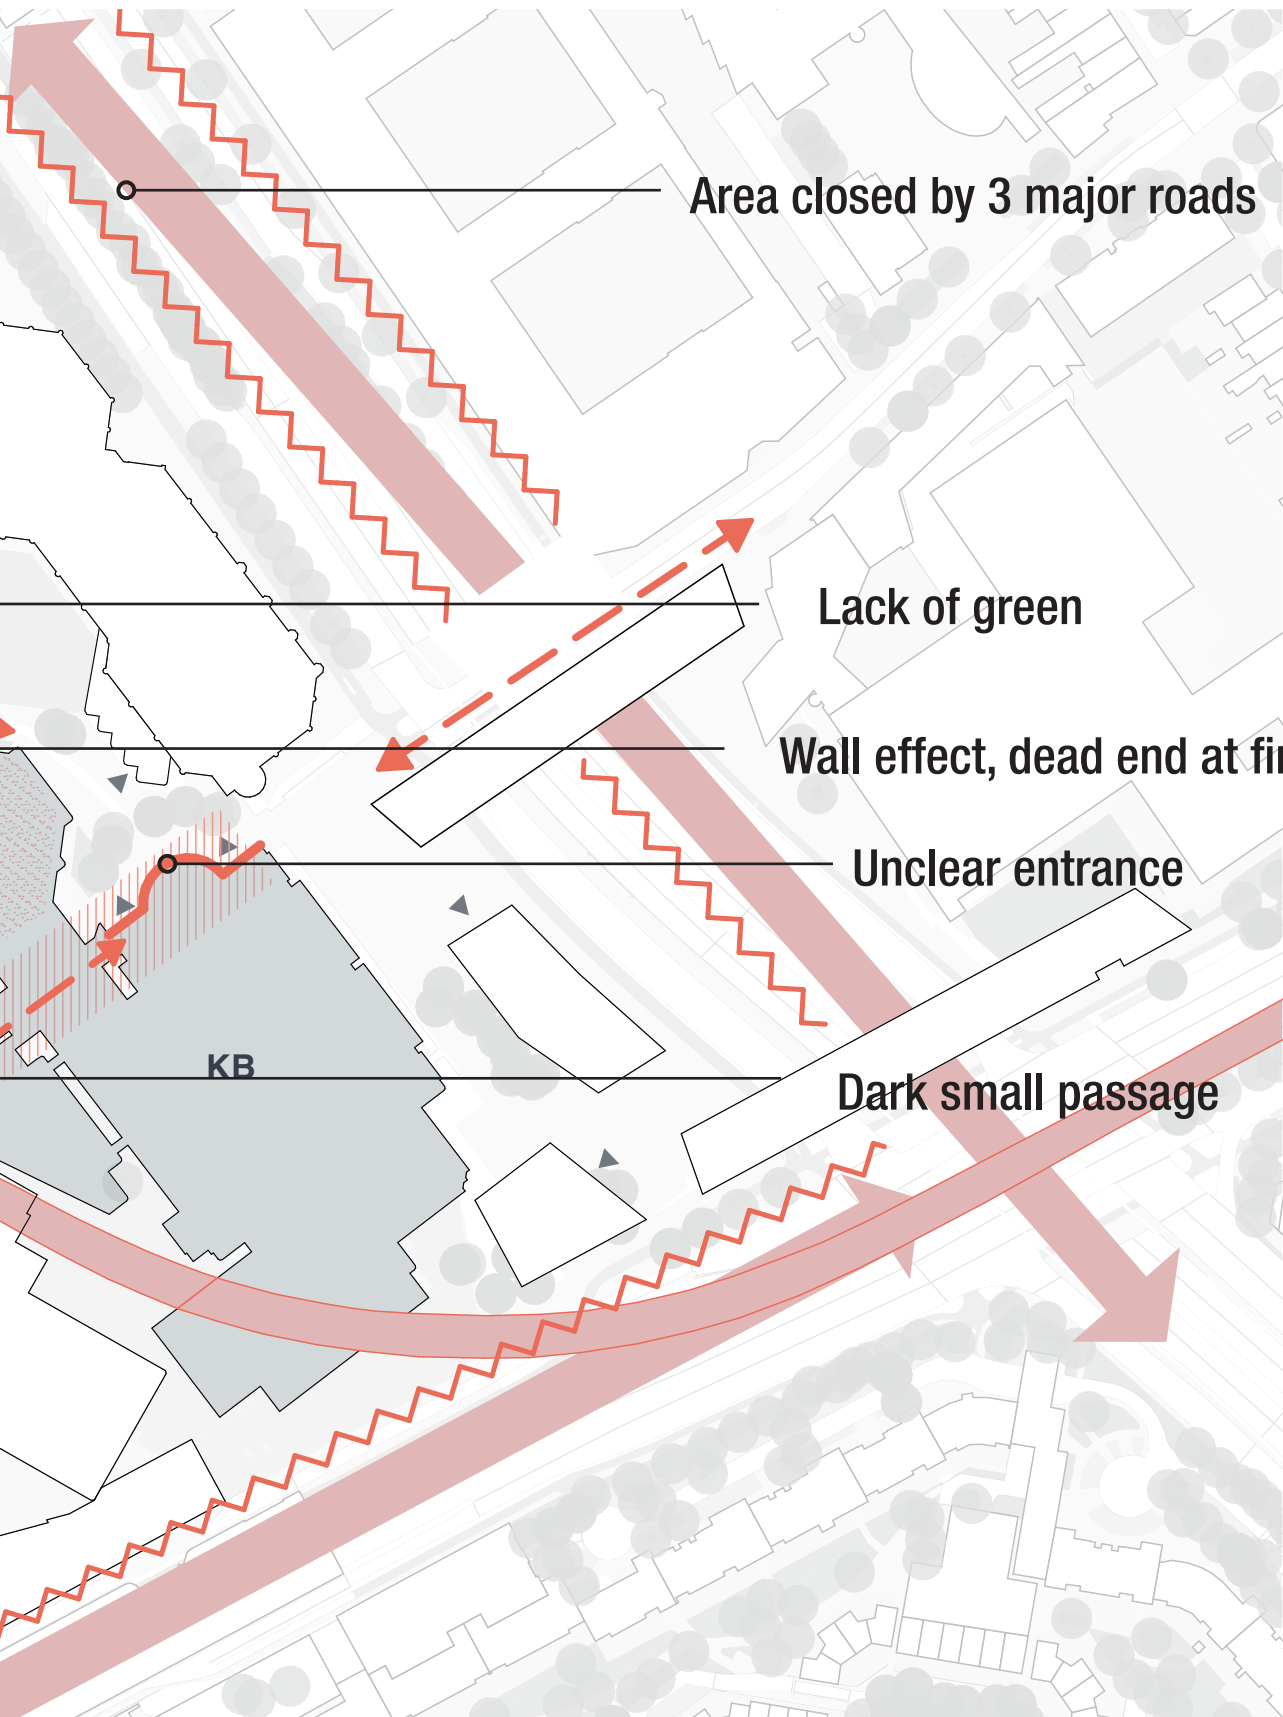 Area closed by 3 major roads
Lack of green
Wall effect, dead end at
Unclear entrance
KB
Dark small passage